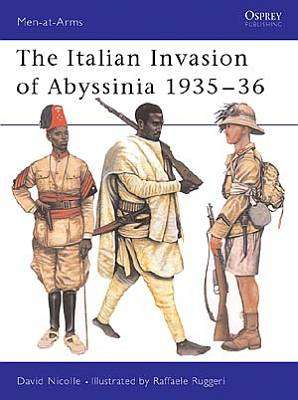 Men-at-Arms
OSPREY
PUBLISHING
The Italian Invasion
of Abyssinia 1935–36
David Nicolle • Illustrated by Raffaele Ruggeri